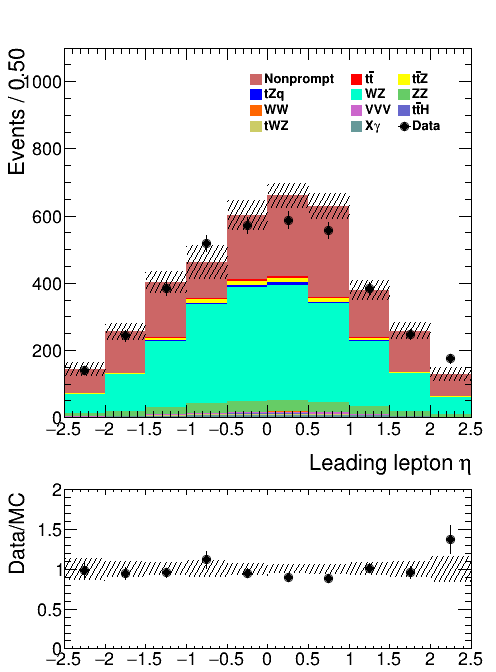 Events / 0.50
1000
800
600
400
200
0
Nonprompt tt̄ tt̄Z
tZq WZ ZZ
WW VVV tt̄H
tWZ Xγ Data
−2.5 −2 −1.5 −1 −0.5 0 0.5 1 1.5 2 2.5
Leading lepton η
Data/MC
2
1.5
1
0.5
0
−2.5 −2 −1.5 −1 −0.5 0 0.5 1 1.5 2 2.5